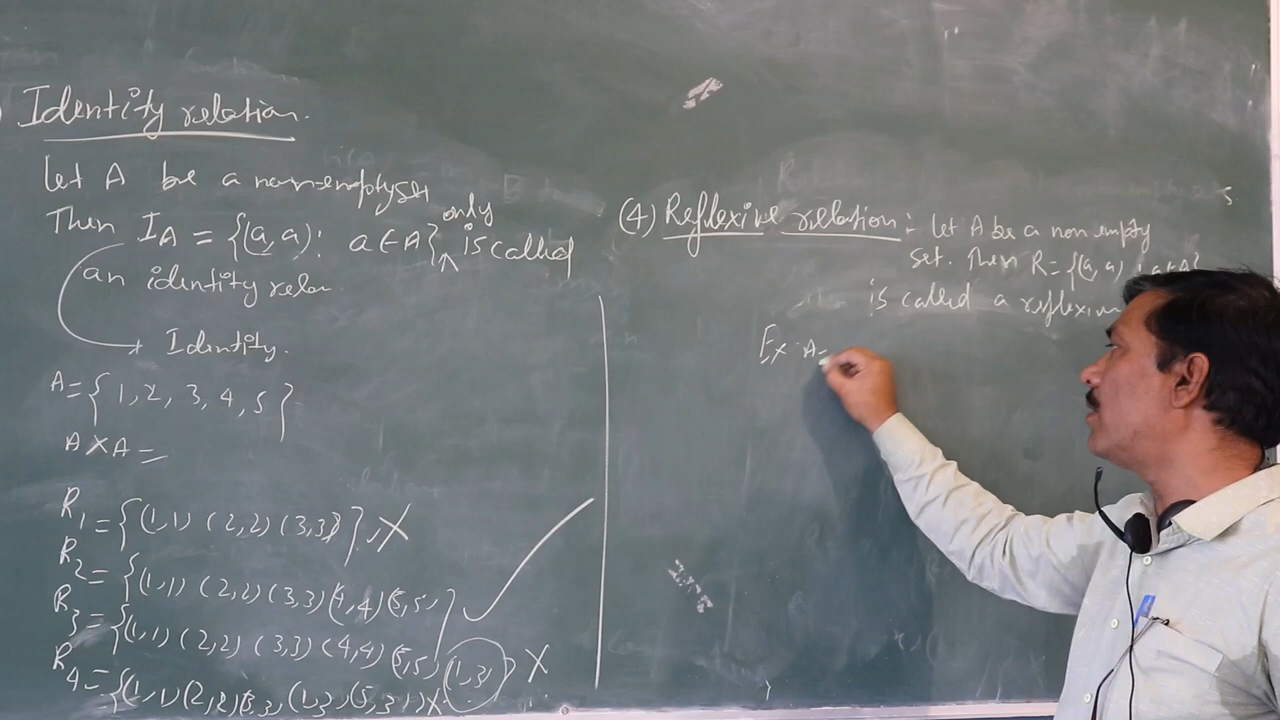 Identity relation.
Let A be a non-empty set
only
Then I_A = {(a, a) : a ∈ A} ^ is called
an identity relan
Identity.
A = {1, 2, 3, 4, 5}
A × A =
R1 = {(1,1) (2,2) (3,3)}. X
R2 = {(1,1) (2,2) (3,3) (4,4) (5,5)} ✓
R3 = {(1,1) (2,2) (3,3) (4,4) (5,5) (1,3)} X
R4 = {(1,1) (2,2) (3,3) (1,3) (5,3) } X
(4) Reflexive relation :- Let A be a non empty
set. Then R = {(a, a) : a ∈ A}
is called a reflexive
Ex. A =